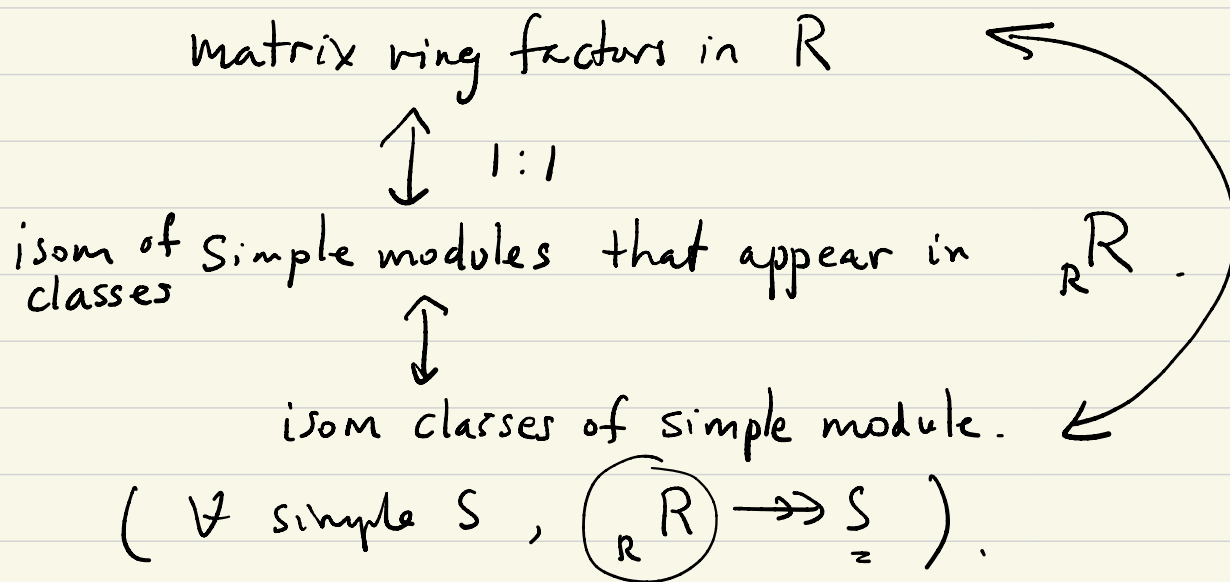 matrix ring factors in R
↕ 1:1
isom of simple modules that appear in _R R .
classes
↕
isom classes of simple module.
( ∀ simple S , _R R ↠ S ) .